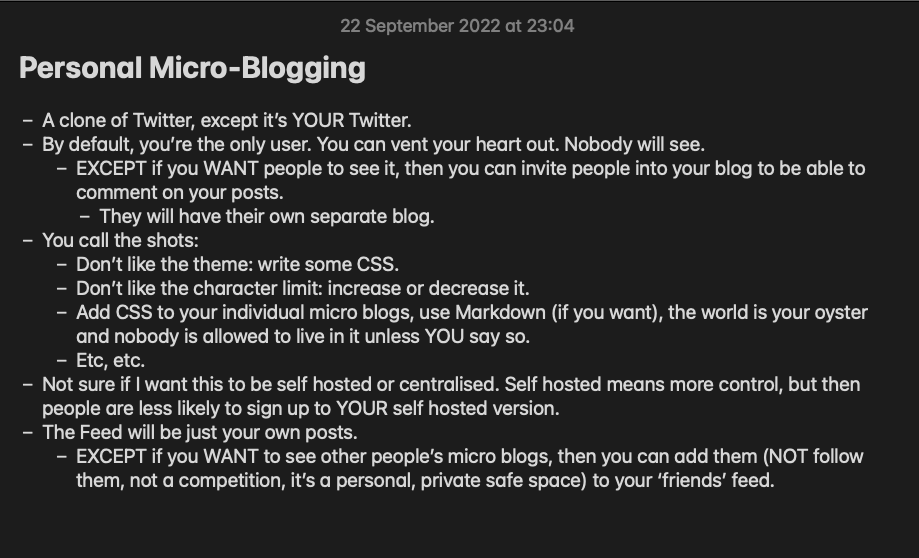 22 September 2022 at 23:04
Personal Micro-Blogging
– A clone of Twitter, except it’s YOUR Twitter.
– By default, you’re the only user. You can vent your heart out. Nobody will see.
– EXCEPT if you WANT people to see it, then you can invite people into your blog to be able to
comment on your posts.
– They will have their own separate blog.
– You call the shots:
– Don’t like the theme: write some CSS.
– Don’t like the character limit: increase or decrease it.
– Add CSS to your individual micro blogs, use Markdown (if you want), the world is your oyster
and nobody is allowed to live in it unless YOU say so.
– Etc, etc.
– Not sure if I want this to be self hosted or centralised. Self hosted means more control, but then
people are less likely to sign up to YOUR self hosted version.
– The Feed will be just your own posts.
– EXCEPT if you WANT to see other people’s micro blogs, then you can add them (NOT follow
them, not a competition, it’s a personal, private safe space) to your ‘friends’ feed.